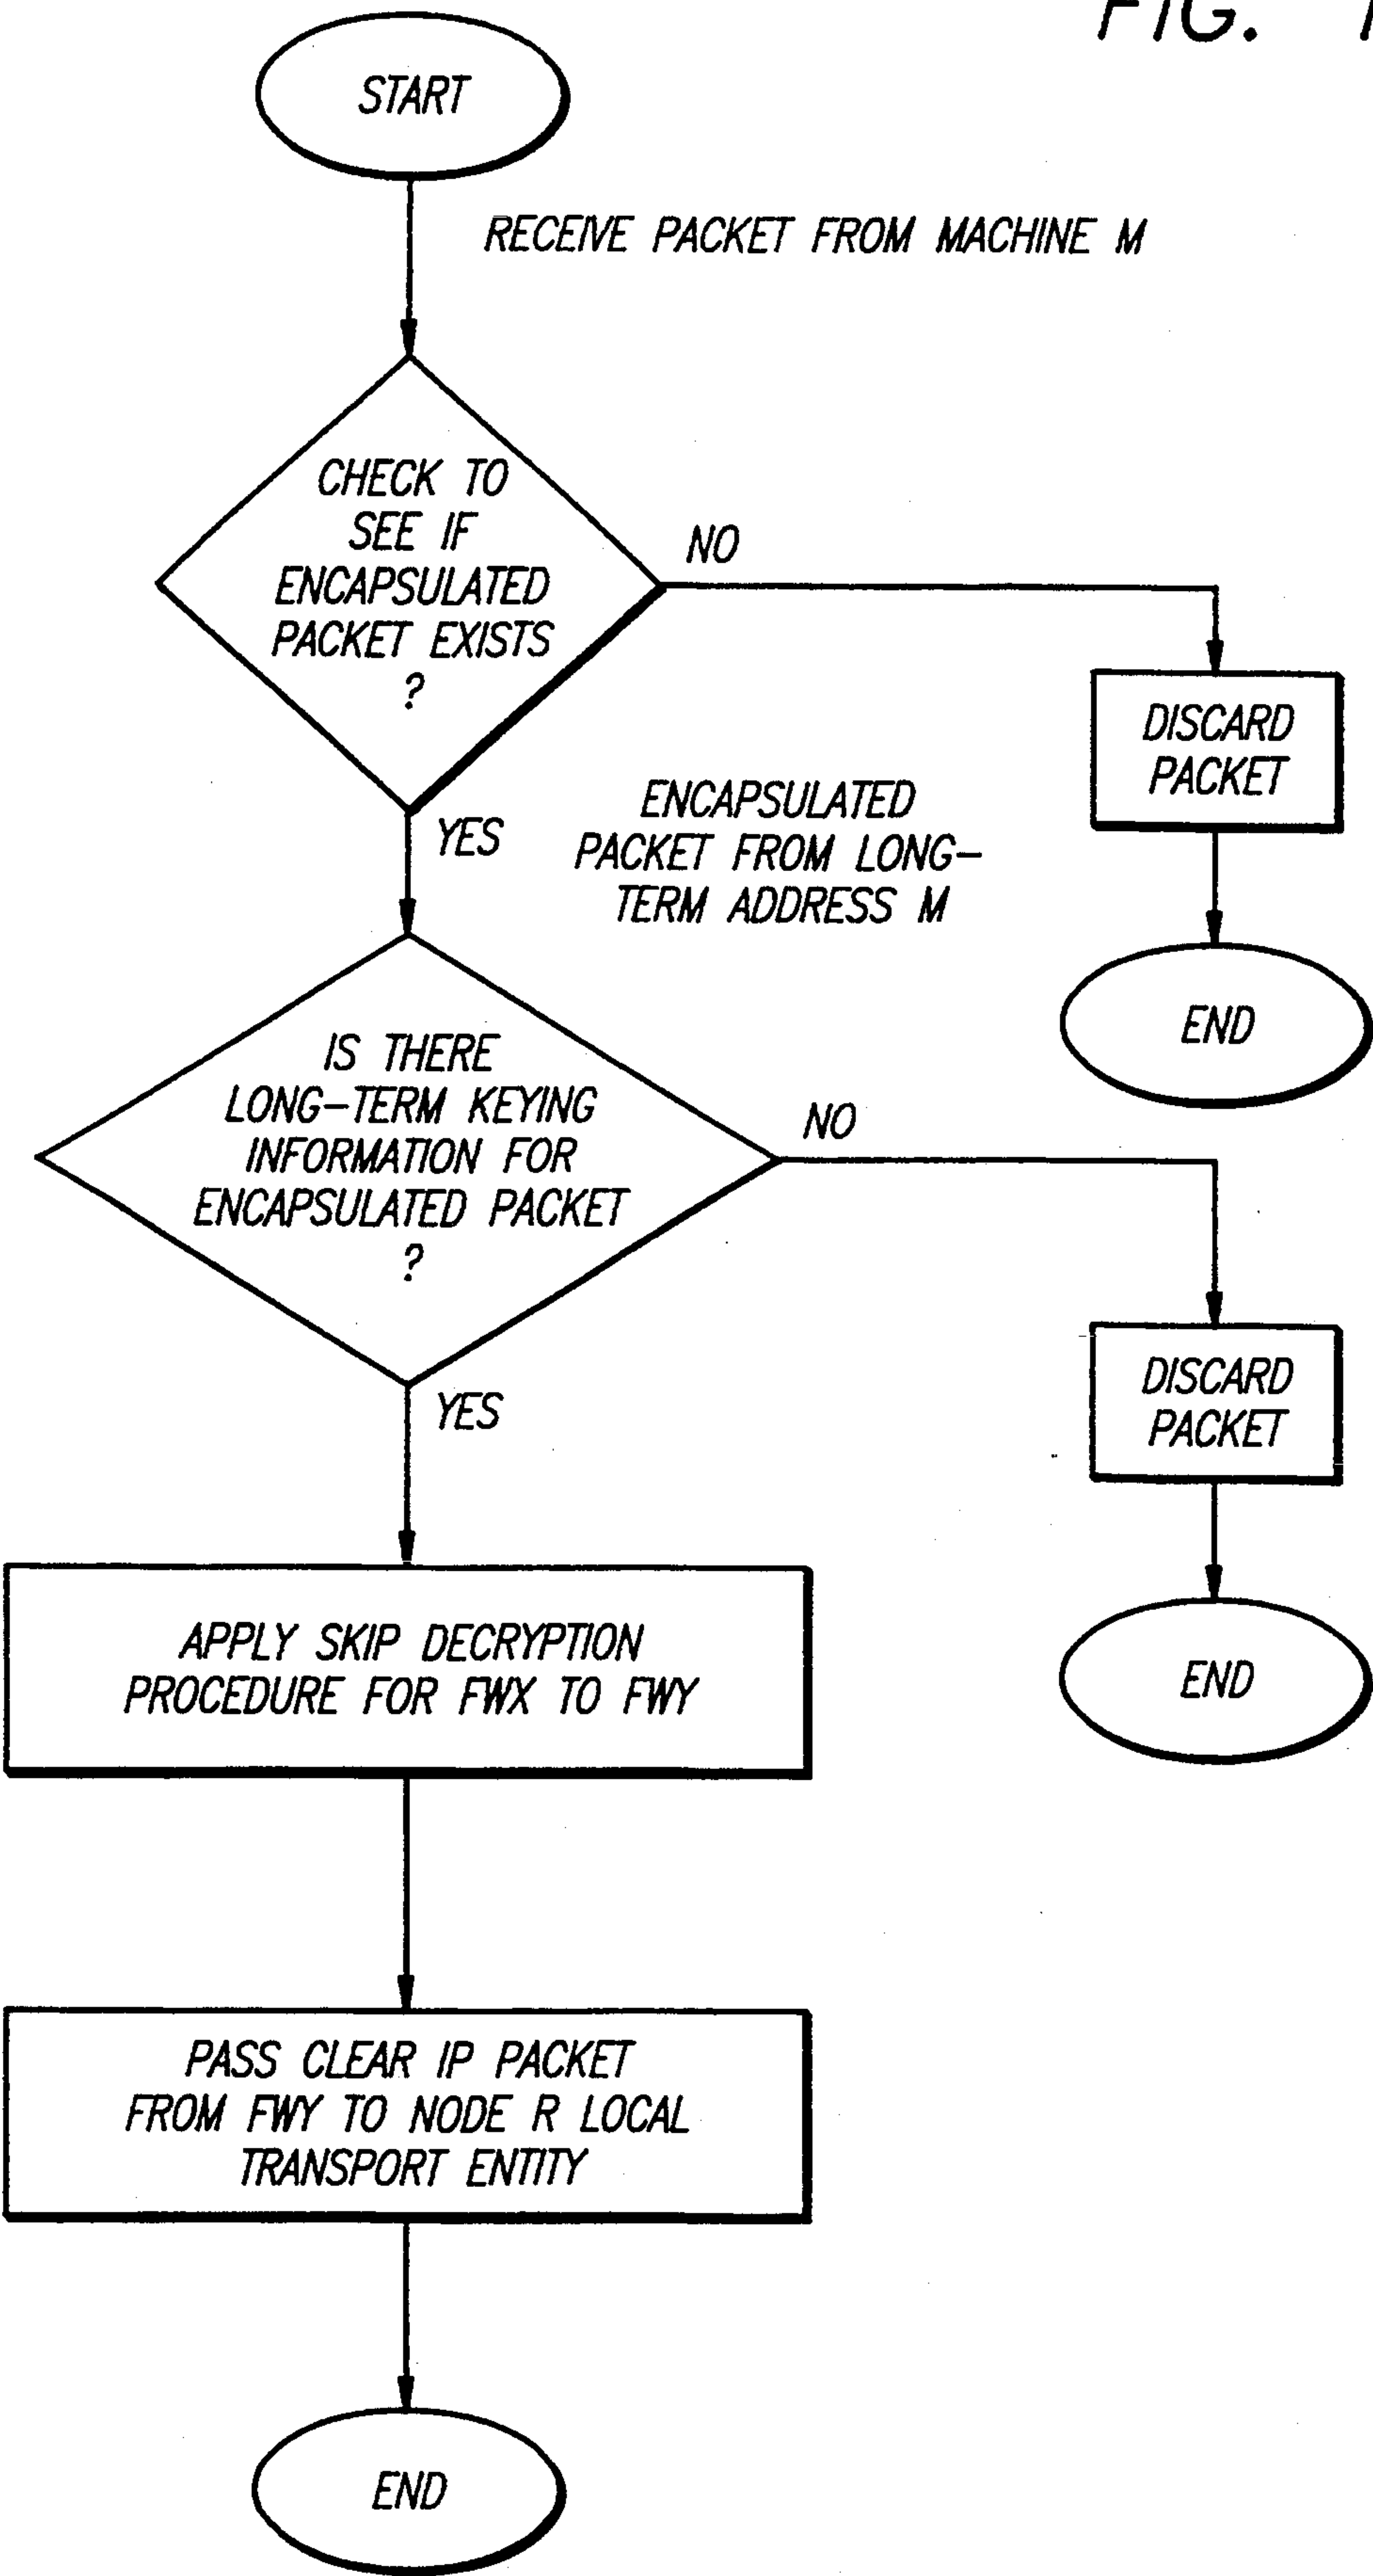 FIG.
START
RECEIVE PACKET FROM MACHINE M
CHECK TO
SEE IF
ENCAPSULATED
PACKET EXISTS
?
NO
DISCARD
PACKET
END
YES
ENCAPSULATED
PACKET FROM LONG-
TERM ADDRESS M
IS THERE
LONG-TERM KEYING
INFORMATION FOR
ENCAPSULATED PACKET
?
NO
DISCARD
PACKET
END
YES
APPLY SKIP DECRYPTION
PROCEDURE FOR FWX TO FWY
PASS CLEAR IP PACKET
FROM FWY TO NODE R LOCAL
TRANSPORT ENTITY
END